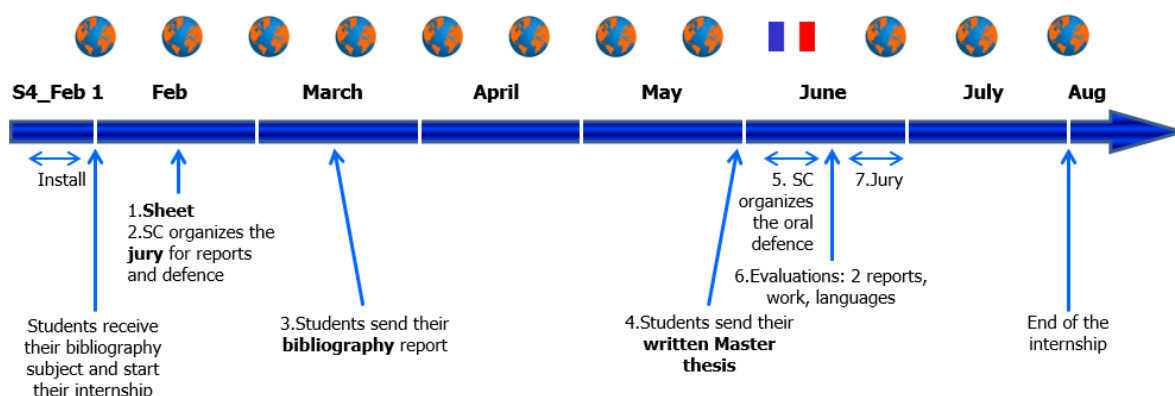 S4_Feb 1 Feb March April May June July Aug
Install
1.Sheet
2.SC organizes the
jury for reports
and defence
Students receive
their bibliography
subject and start
their internship
3.Students send their
bibliography report
4.Students send their
written Master
thesis
5. SC
organizes
the oral
defence
6.Evaluations: 2 reports,
work, languages
7.Jury
End of the
internship